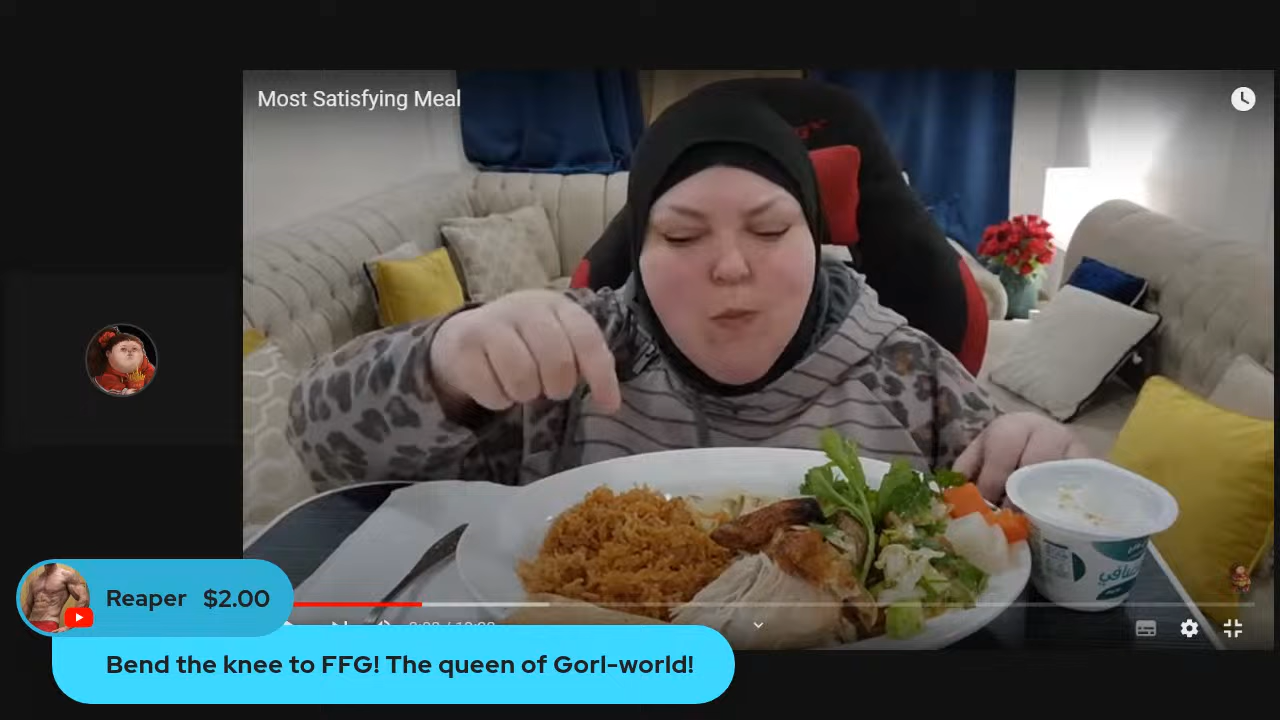 Most Satisfying Meal
Reaper $2.00
Bend the knee to FFG! The queen of Gorl-world!